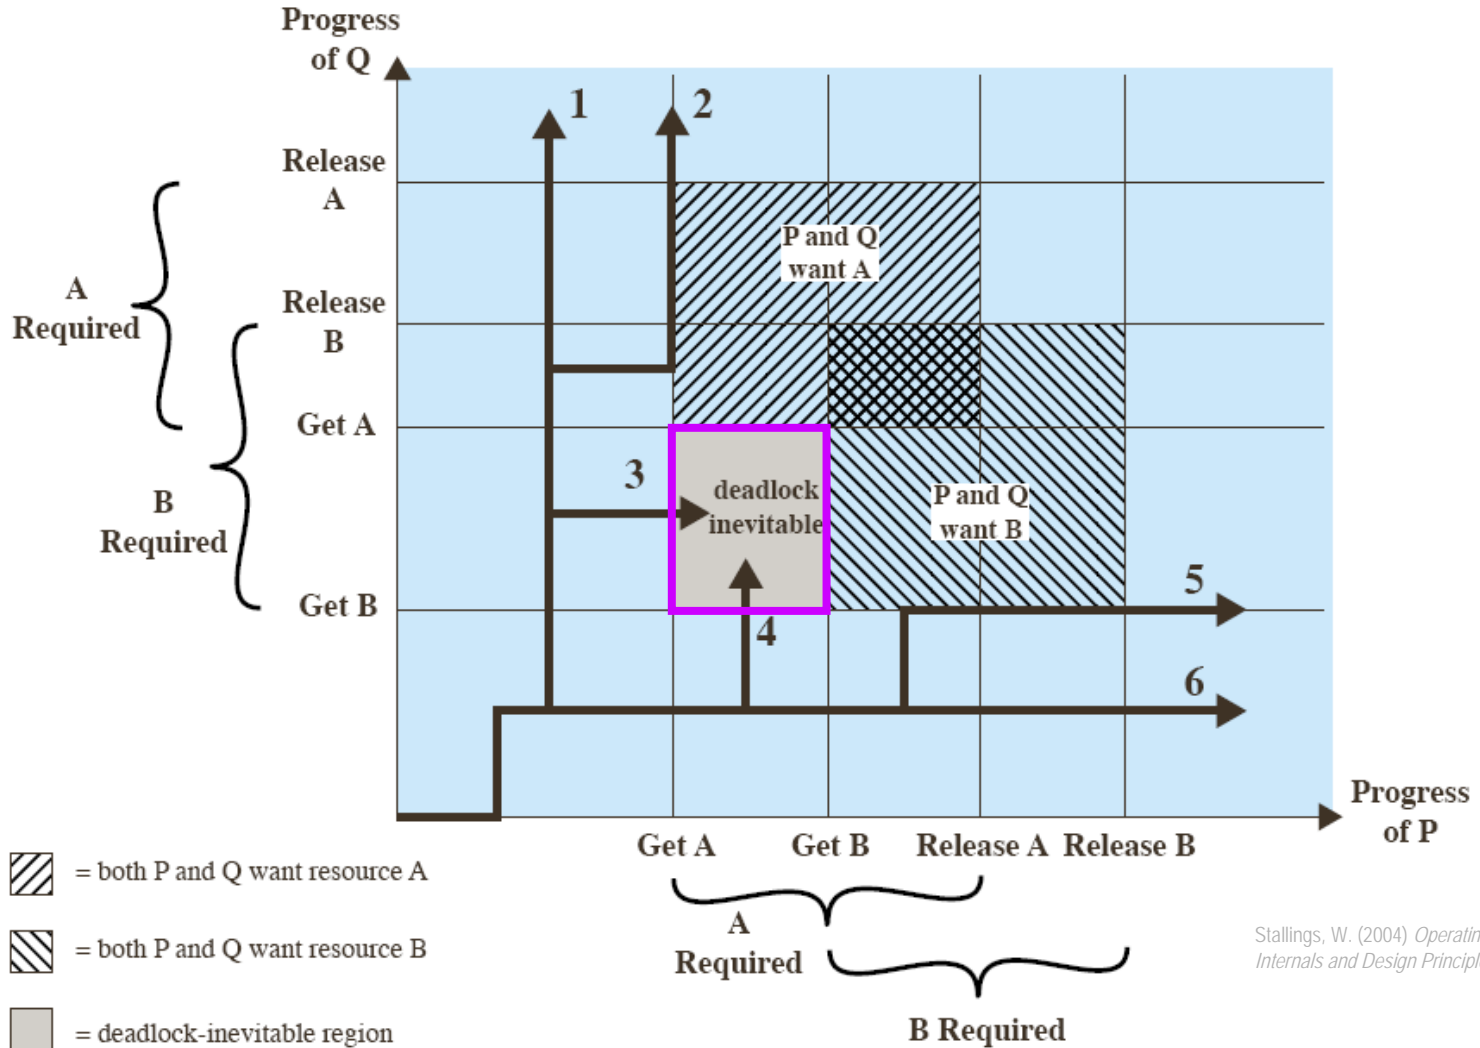 Progress
of Q
1
2
Release
A
P and Q
want A
A
Required
Release
B
Get A
3
deadlock
inevitable
P and Q
want B
B
Required
Get B
4
5
6
Progress
of P
Get A
Get B
Release A
Release B
= both P and Q want resource A
A
Required
= both P and Q want resource B
Stallings, W. (2004) Operatin
Internals and Design Principle
B Required
= deadlock-inevitable region